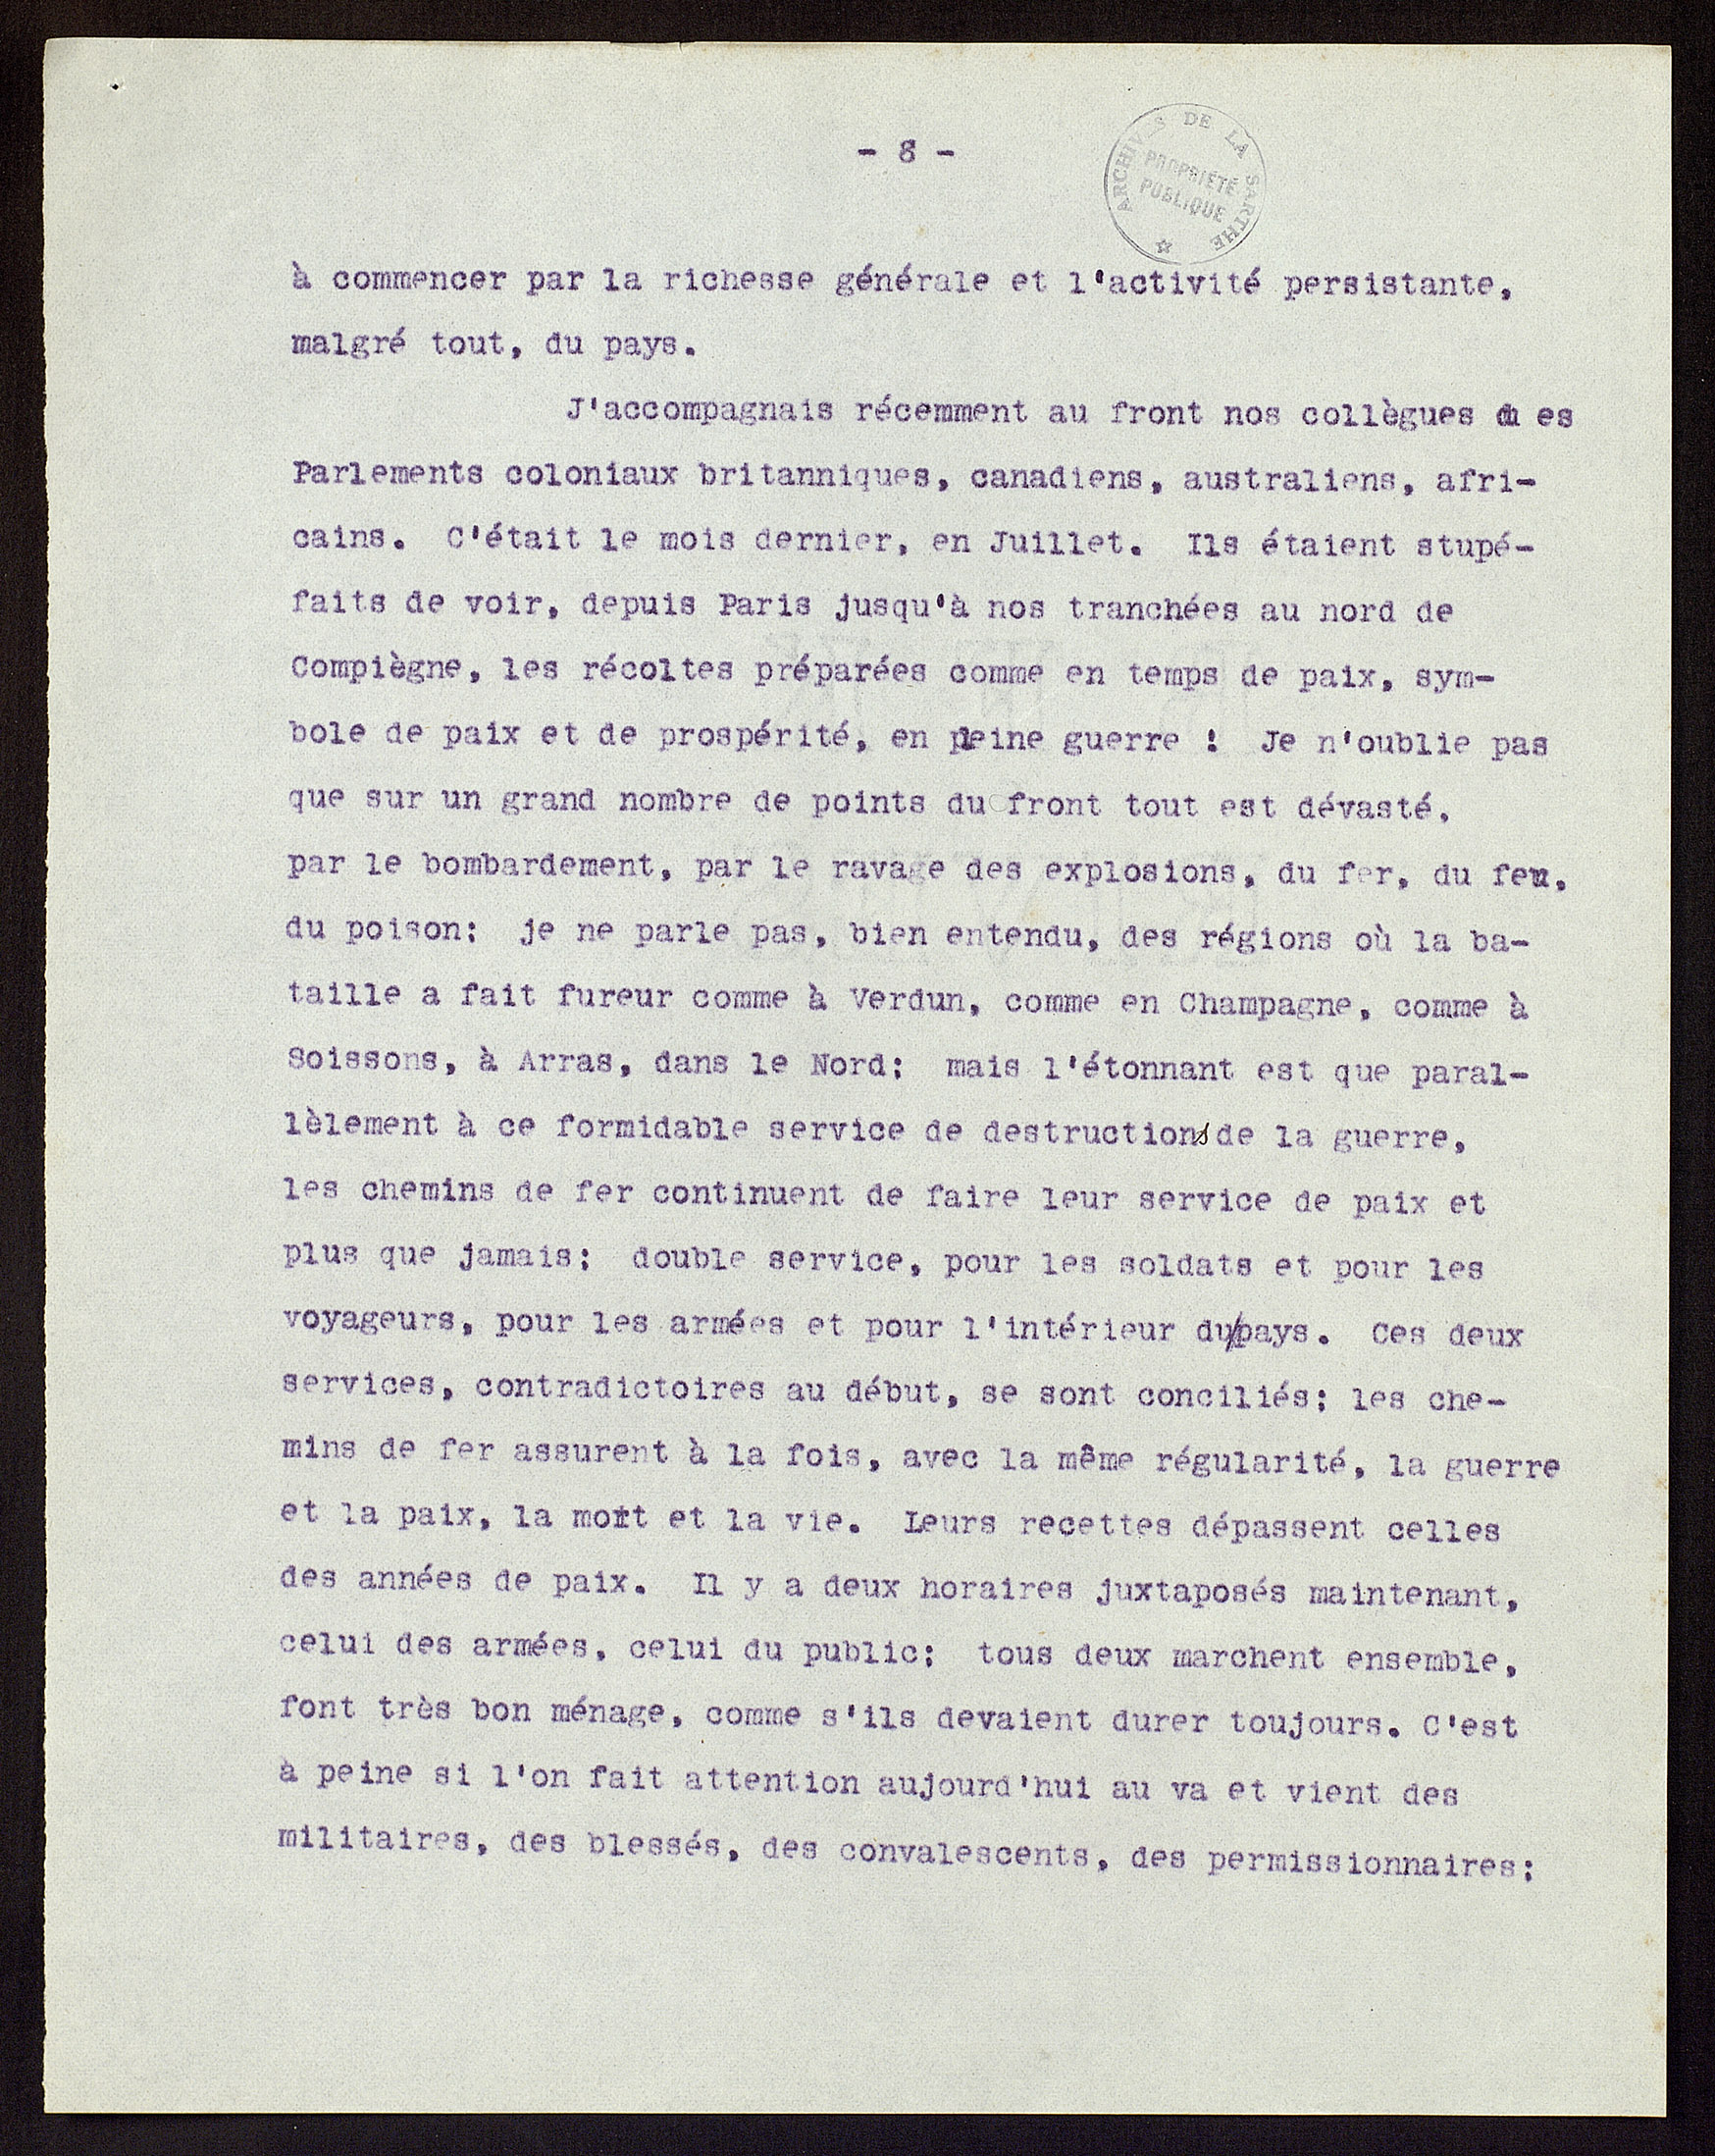 - 8 -
ARCHIVES DE LA SARTHE
PROPRIÉTÉ
PUBLIQUE
à commencer par la richesse générale et l'activité persistante,
malgré tout, du pays.
J'accompagnais récemment au front nos collègues des
Parlements coloniaux britanniques, canadiens, australiens, afri-
cains. C'était le mois dernier, en Juillet. Ils étaient stupé-
faits de voir, depuis Paris jusqu'à nos tranchées au nord de
Compiègne, les récoltes préparées comme en temps de paix, sym-
bole de paix et de prospérité, en pleine guerre ! Je n'oublie pas
que sur un grand nombre de points du front tout est dévasté,
par le bombardement, par le ravage des explosions, du fer, du feu,
du poison; je ne parle pas, bien entendu, des régions où la ba-
taille a fait fureur comme à Verdun, comme en Champagne, comme à
Soissons, à Arras, dans le Nord; mais l'étonnant est que paral-
lèlement à ce formidable service de destructions de la guerre,
les chemins de fer continuent de faire leur service de paix et
plus que jamais; double service, pour les soldats et pour les
voyageurs, pour les armées et pour l'intérieur du/pays. Ces deux
services, contradictoires au début, se sont conciliés; les che-
mins de fer assurent à la fois, avec la même régularité, la guerre
et la paix, la mort et la vie. Leurs recettes dépassent celles
des années de paix. Il y a deux horaires juxtaposés maintenant,
celui des armées, celui du public; tous deux marchent ensemble,
font très bon ménage, comme s'ils devaient durer toujours. C'est
à peine si l'on fait attention aujourd'hui au va et vient des
militaires, des blessés, des convalescents, des permissionnaires;